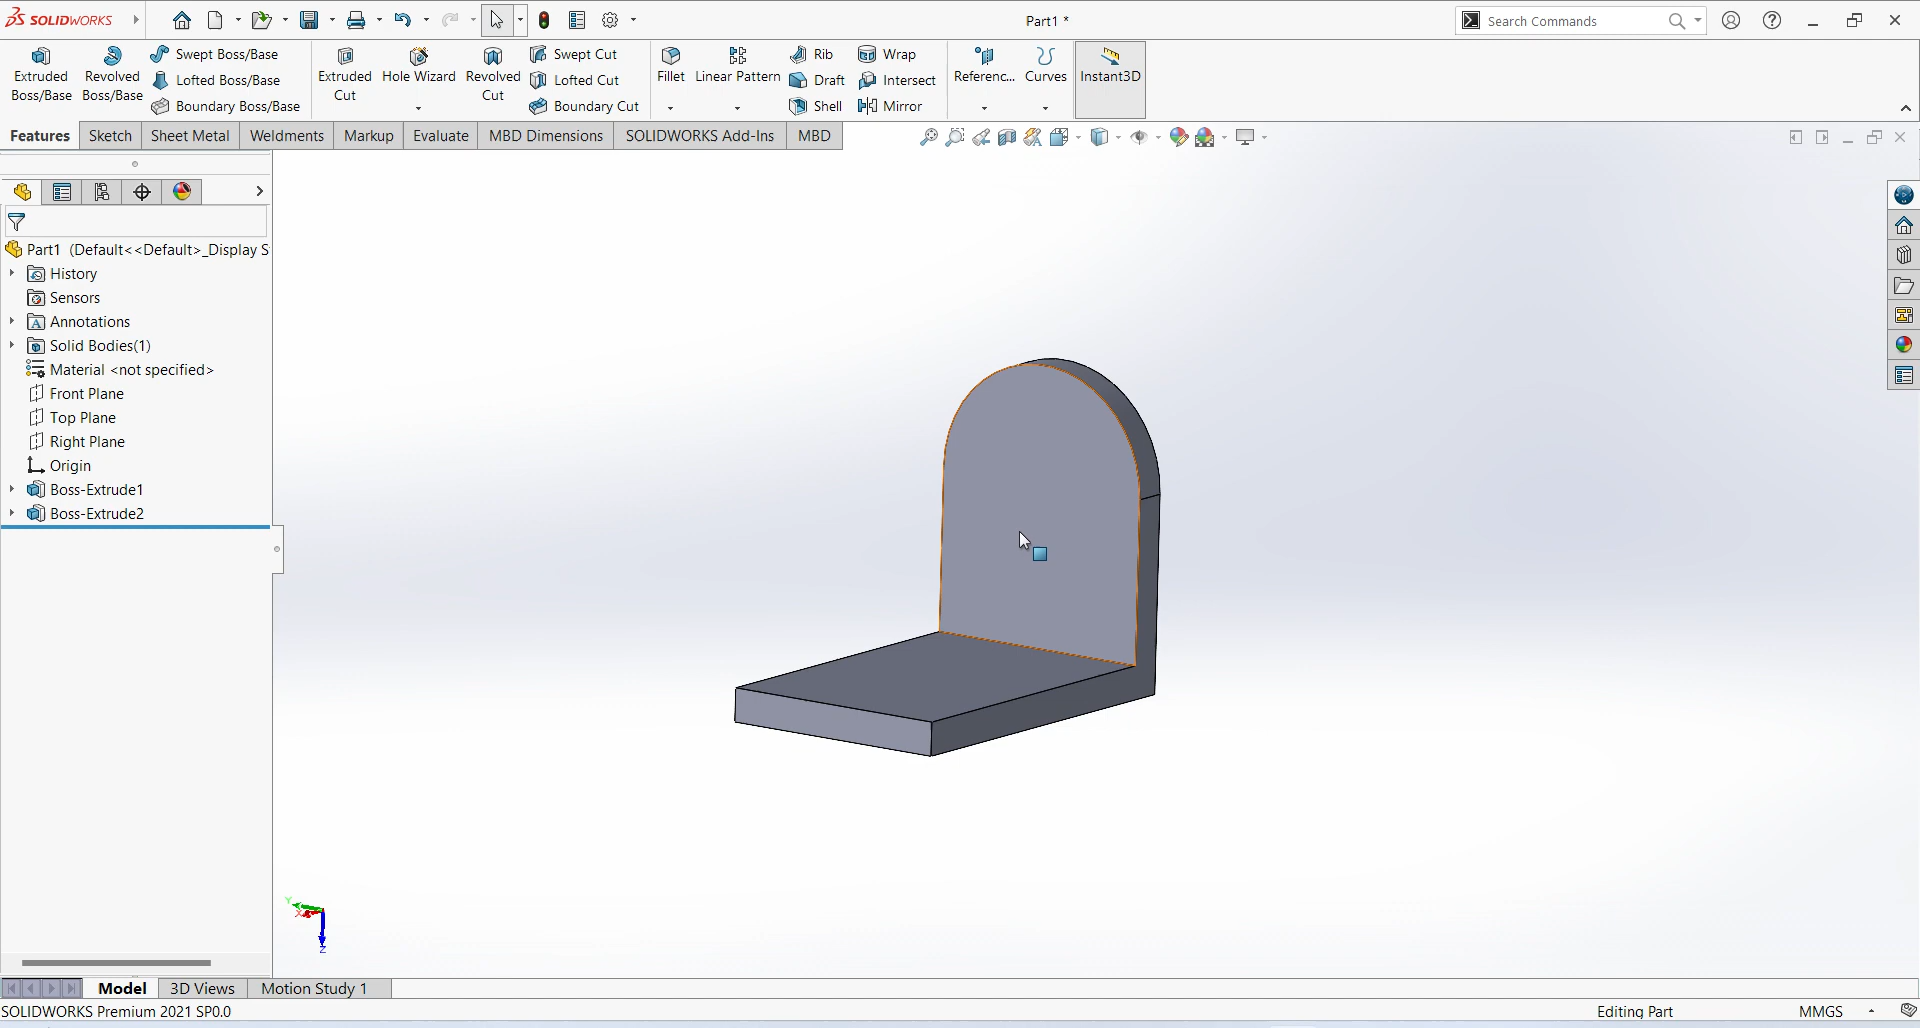 SOLIDWORKS
Part1 *
Search Commands
Extruded Boss/Base
Revolved Boss/Base
Swept Boss/Base
Lofted Boss/Base
Boundary Boss/Base
Extruded Cut
Hole Wizard
Revolved Cut
Swept Cut
Lofted Cut
Boundary Cut
Fillet
Linear Pattern
Rib
Draft
Shell
Wrap
Intersect
Mirror
Referenc...
Curves
Instant3D
Features
Sketch
Sheet Metal
Weldments
Markup
Evaluate
MBD Dimensions
SOLIDWORKS Add-Ins
MBD
Part1 (Default<<Default>_Display S
History
Sensors
Annotations
Solid Bodies(1)
Material <not specified>
Front Plane
Top Plane
Right Plane
Origin
Boss-Extrude1
Boss-Extrude2
Y
X
Z
Model
3D Views
Motion Study 1
SOLIDWORKS Premium 2021 SP0.0
Editing Part
MMGS